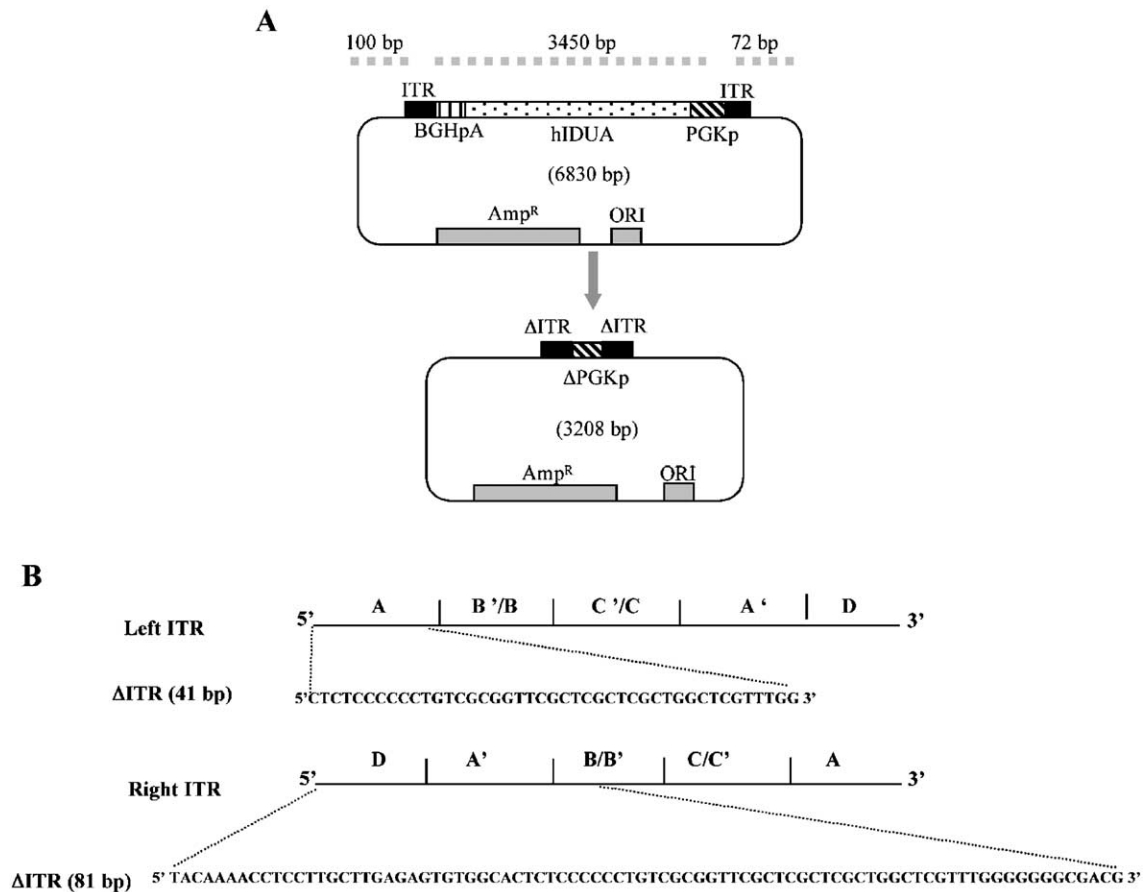 A
100 bp 3450 bp 72 bp
ITR ITR
BGHpA hIDUA PGKp
(6830 bp)
Amp^R ORI
ΔITR ΔITR
ΔPGKp
(3208 bp)
Amp^R ORI
B
A B'/B C'/C A' D
Left ITR 5' 3'
ΔITR (41 bp) 5'CTCTCCCCCCTGTCGCGGTTCGCTCGCTCGCTGGCTCGTTTGG 3'
D A' B/B' C/C' A
Right ITR 5' 3'
ΔITR (81 bp) 5' TACAAAACCTCCTTGCTTGAGAGTGTGGCACTCTCCCCCCTGTCGCGGTTCGCTCGCTCGCTGGCTCGTTTGGGGGGGCGACG 3'